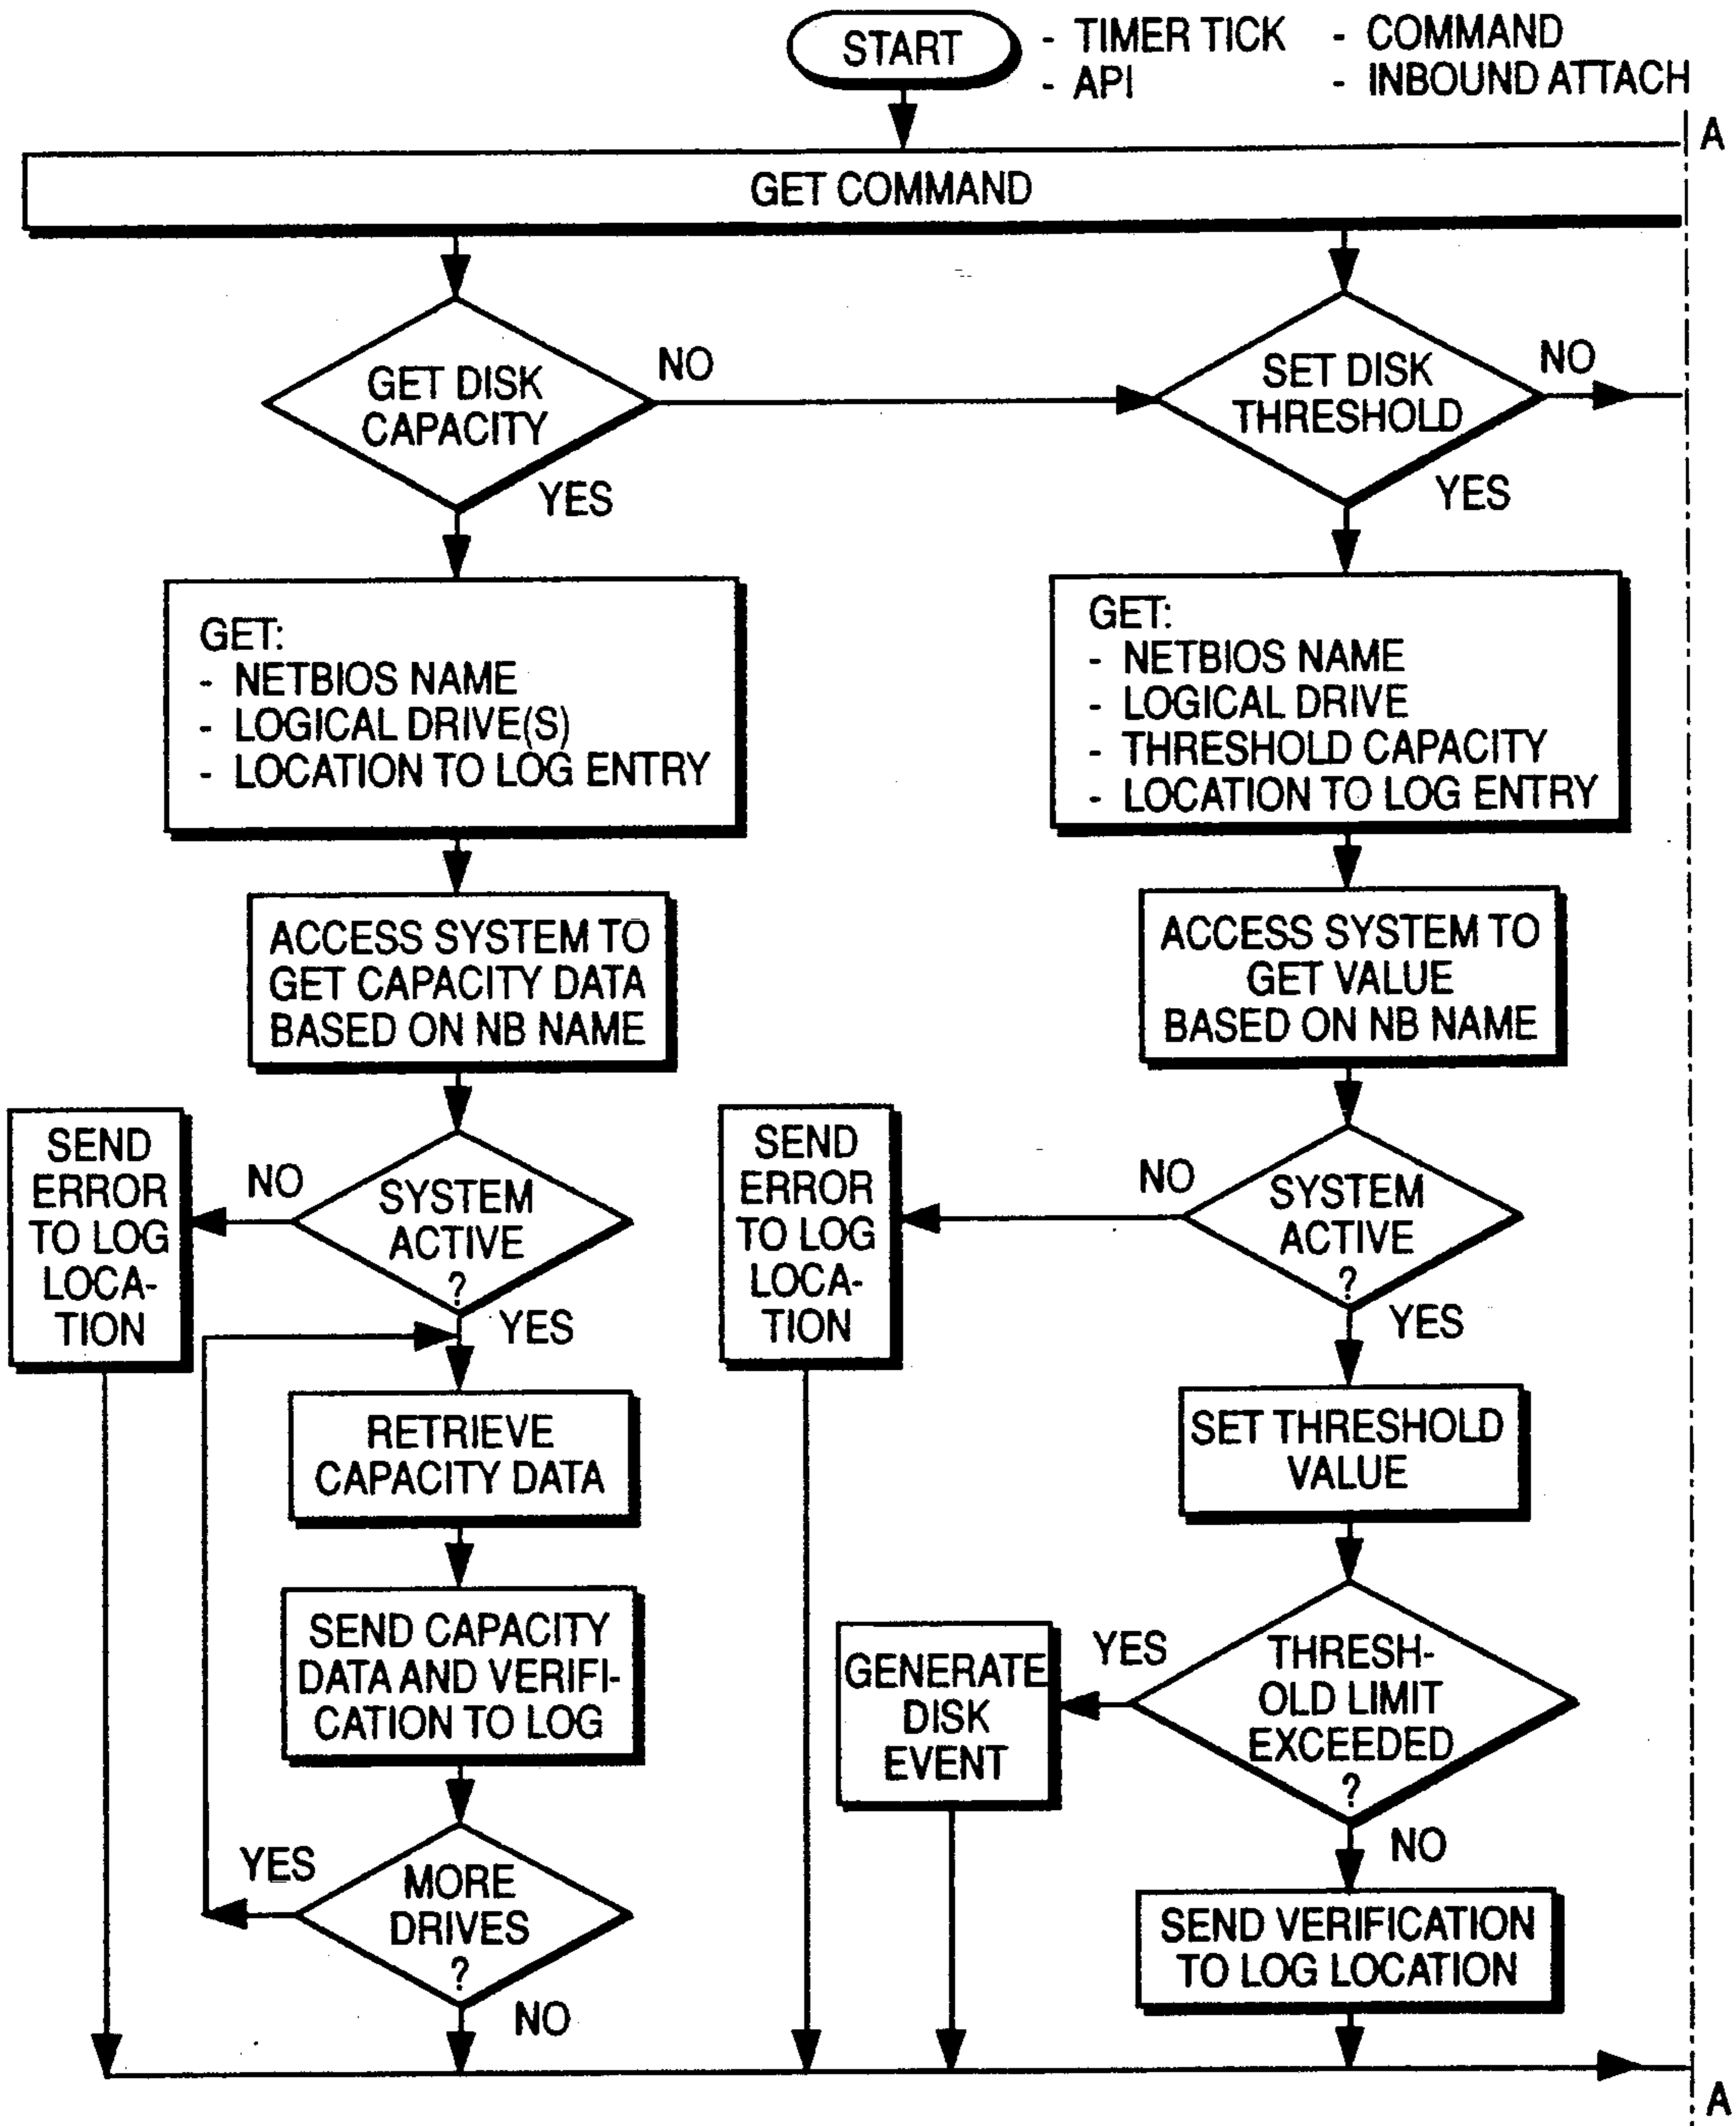 START
- TIMER TICK - COMMAND
- API - INBOUND ATTACH
A
GET COMMAND
GET DISK
CAPACITY
NO
YES
SET DISK
THRESHOLD
NO
YES
GET:
- NETBIOS NAME
- LOGICAL DRIVE(S)
- LOCATION TO LOG ENTRY
GET:
- NETBIOS NAME
- LOGICAL DRIVE
- THRESHOLD CAPACITY
- LOCATION TO LOG ENTRY
ACCESS SYSTEM TO
GET CAPACITY DATA
BASED ON NB NAME
ACCESS SYSTEM TO
GET VALUE
BASED ON NB NAME
SEND
ERROR
TO LOG
LOCA-
TION
NO
SYSTEM
ACTIVE
?
YES
SEND
ERROR
TO LOG
LOCA-
TION
NO
SYSTEM
ACTIVE
?
YES
RETRIEVE
CAPACITY DATA
SET THRESHOLD
VALUE
SEND CAPACITY
DATA AND VERIFI-
CATION TO LOG
GENERATE
DISK
EVENT
YES
THRESH-
OLD LIMIT
EXCEEDED
?
NO
YES
MORE
DRIVES
?
NO
SEND VERIFICATION
TO LOG LOCATION
A